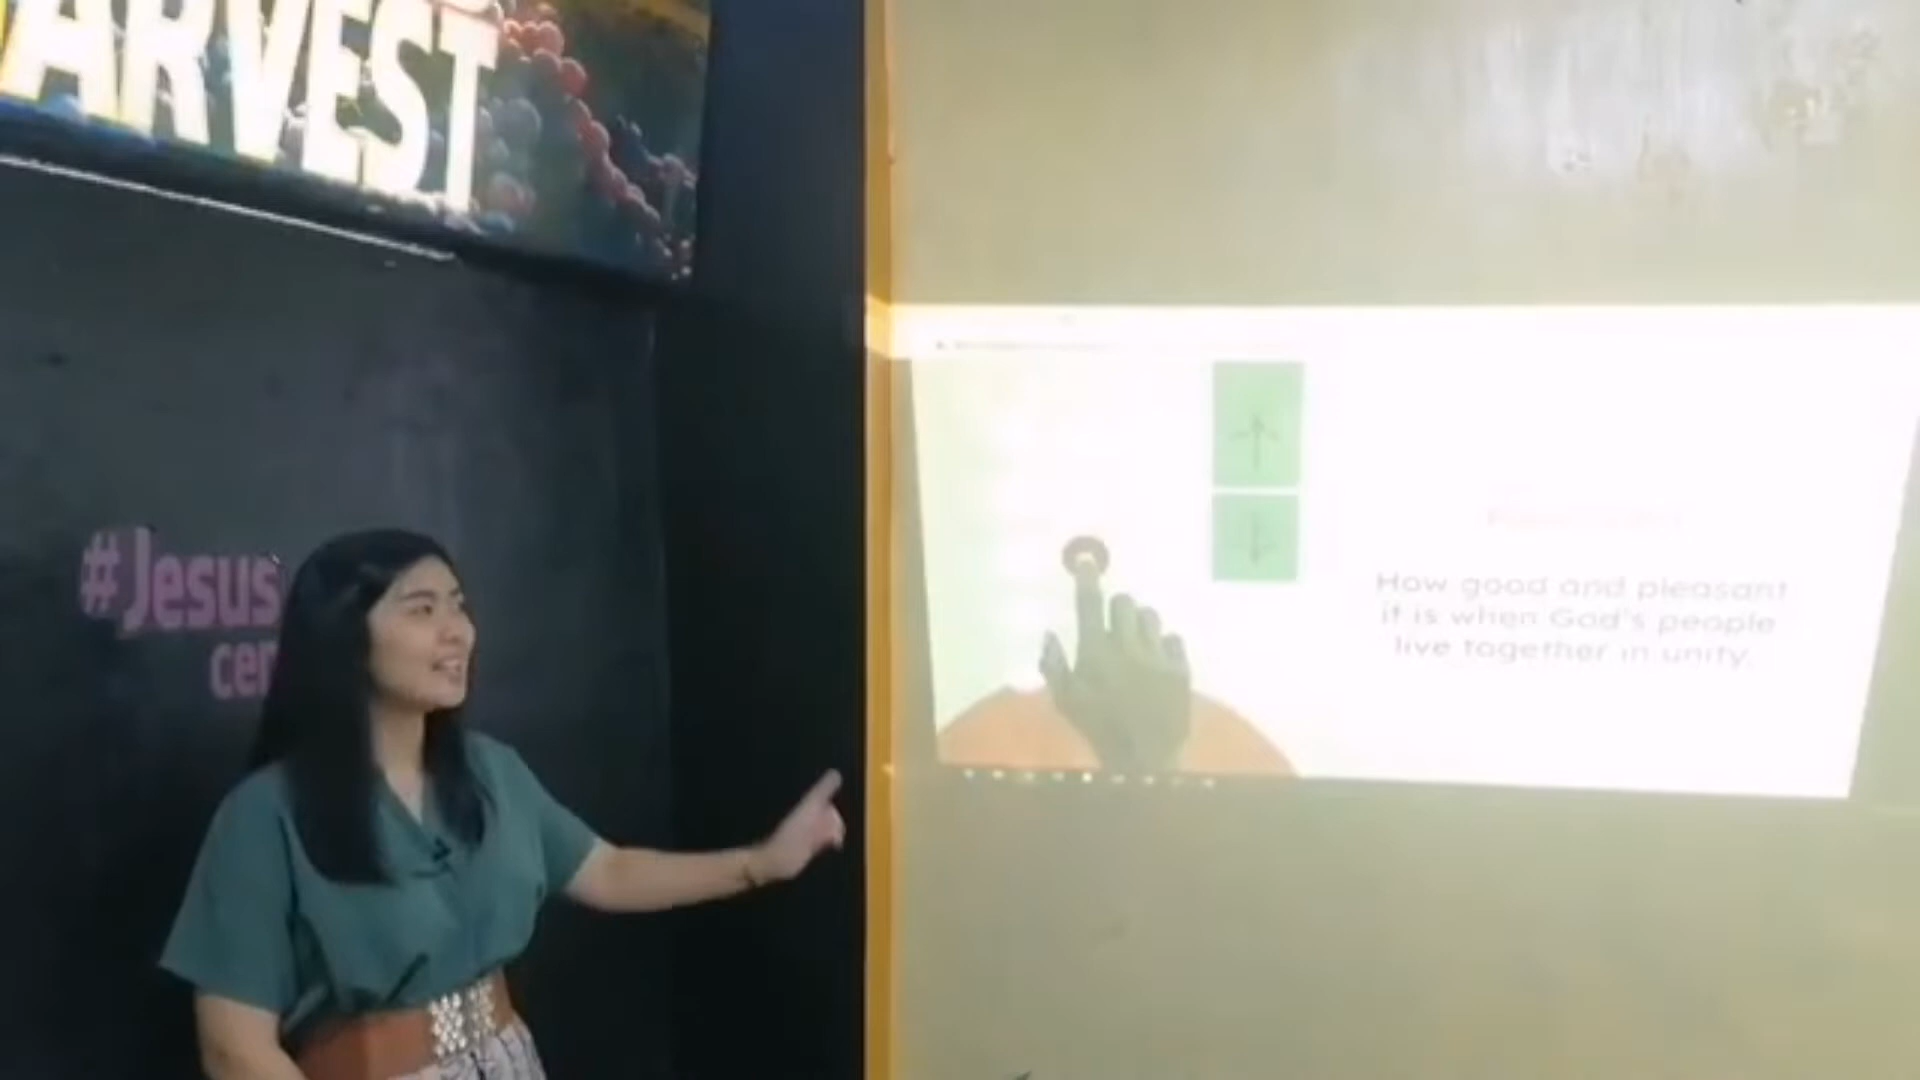 ARVEST
#Jesus
cen
How good and pleasant
it is when God's people
live together in unity.